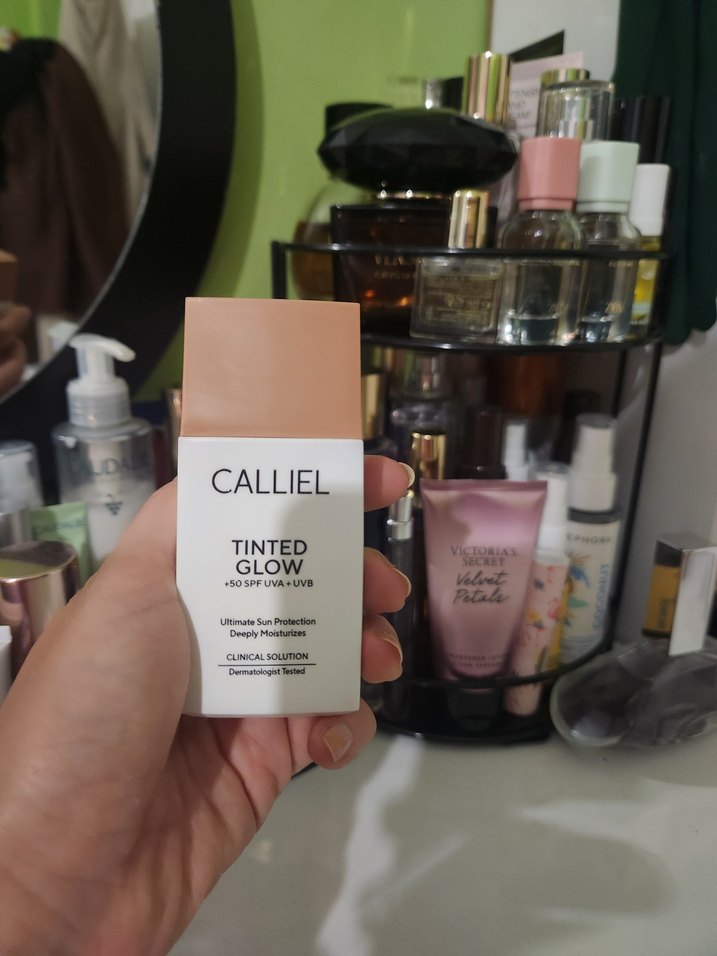 CALLIEL
TINTED
GLOW
+50 SPF UVA + UVB
Ultimate Sun Protection
Deeply Moisturizes
CLINICAL SOLUTION
Dermatologist Tested
VICTORIA'S
SECRET
Velvet
Petals